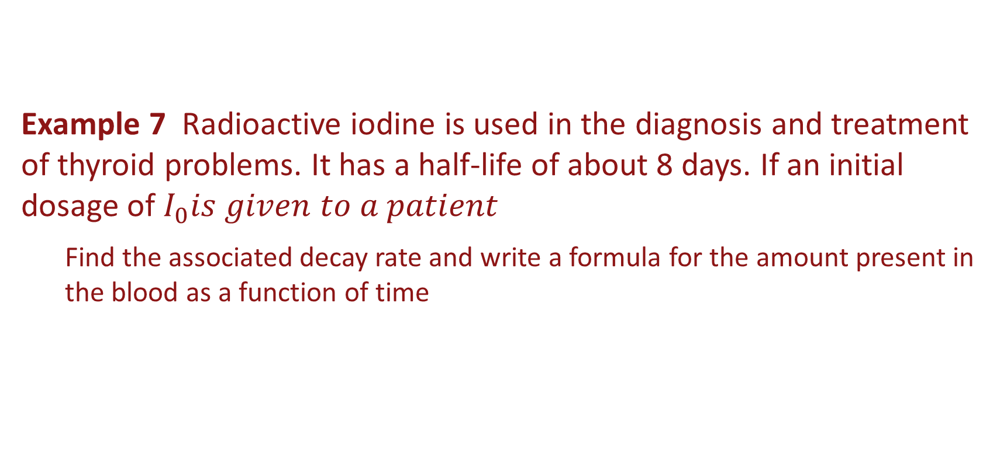 Example 7 Radioactive iodine is used in the diagnosis and treatment
of thyroid problems. It has a half-life of about 8 days. If an initial
dosage of I₀is given to a patient
Find the associated decay rate and write a formula for the amount present in
the blood as a function of time